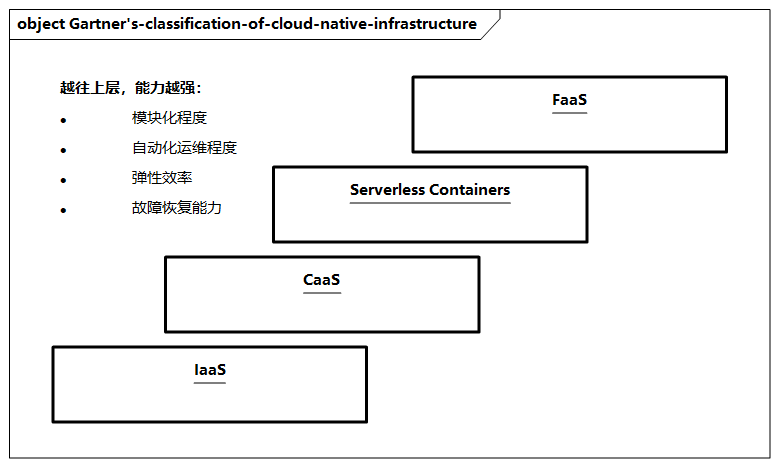 object Gartner's-classification-of-cloud-native-infrastructure
越往上层，能力越强：
• 模块化程度
• 自动化运维程度
• 弹性效率
• 故障恢复能力
FaaS
Serverless Containers
CaaS
IaaS